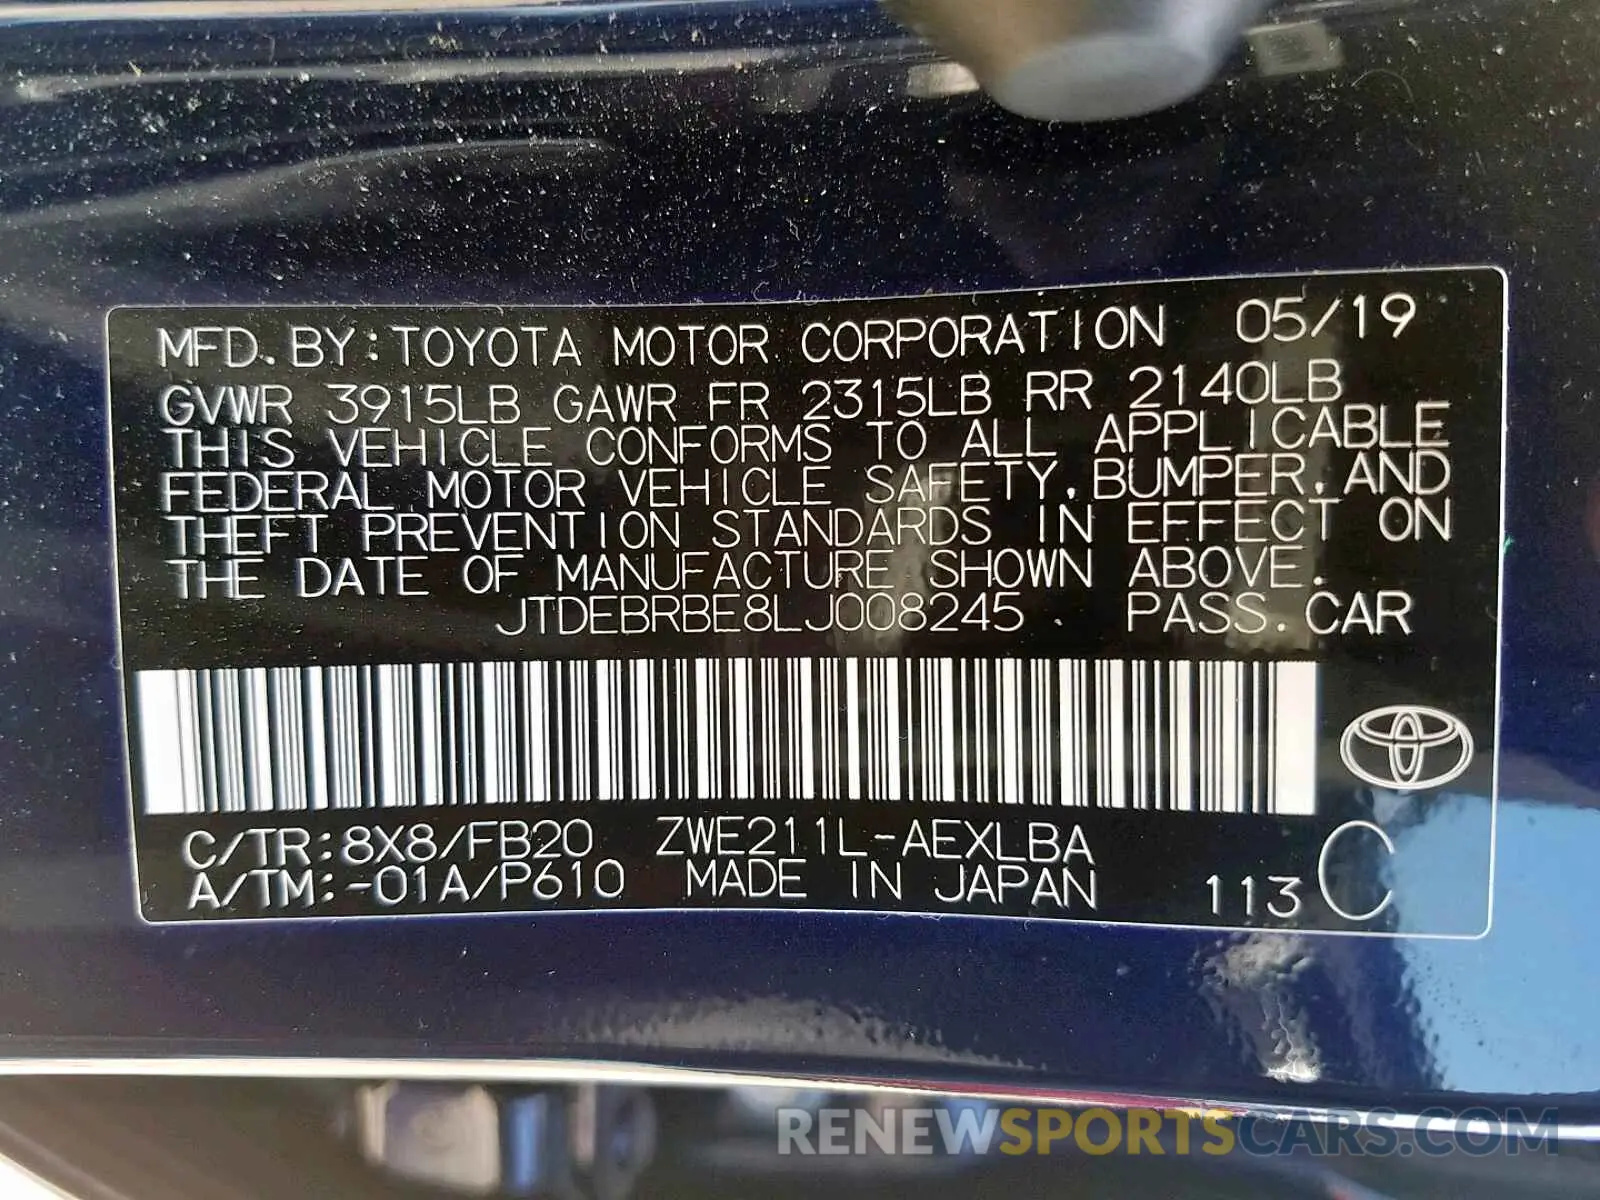 MFD. BY: TOYOTA MOTOR CORPORATION 05/19
GVWR 3915LB GAWR FR 2315LB RR 2140LB
THIS VEHICLE CONFORMS TO ALL APPLICABLE
FEDERAL MOTOR VEHICLE SAFETY, BUMPER, AND
THEFT PREVENTION STANDARDS IN EFFECT ON
THE DATE OF MANUFACTURE SHOWN ABOVE.
JTDEBRBE8LJ008245 . PASS. CAR
C/TR:8X8/FB20 ZWE211L-AEXLBA
A/TM:-01A/P610 MADE IN JAPAN 113 C
RENEWSPORTSCARS.COM